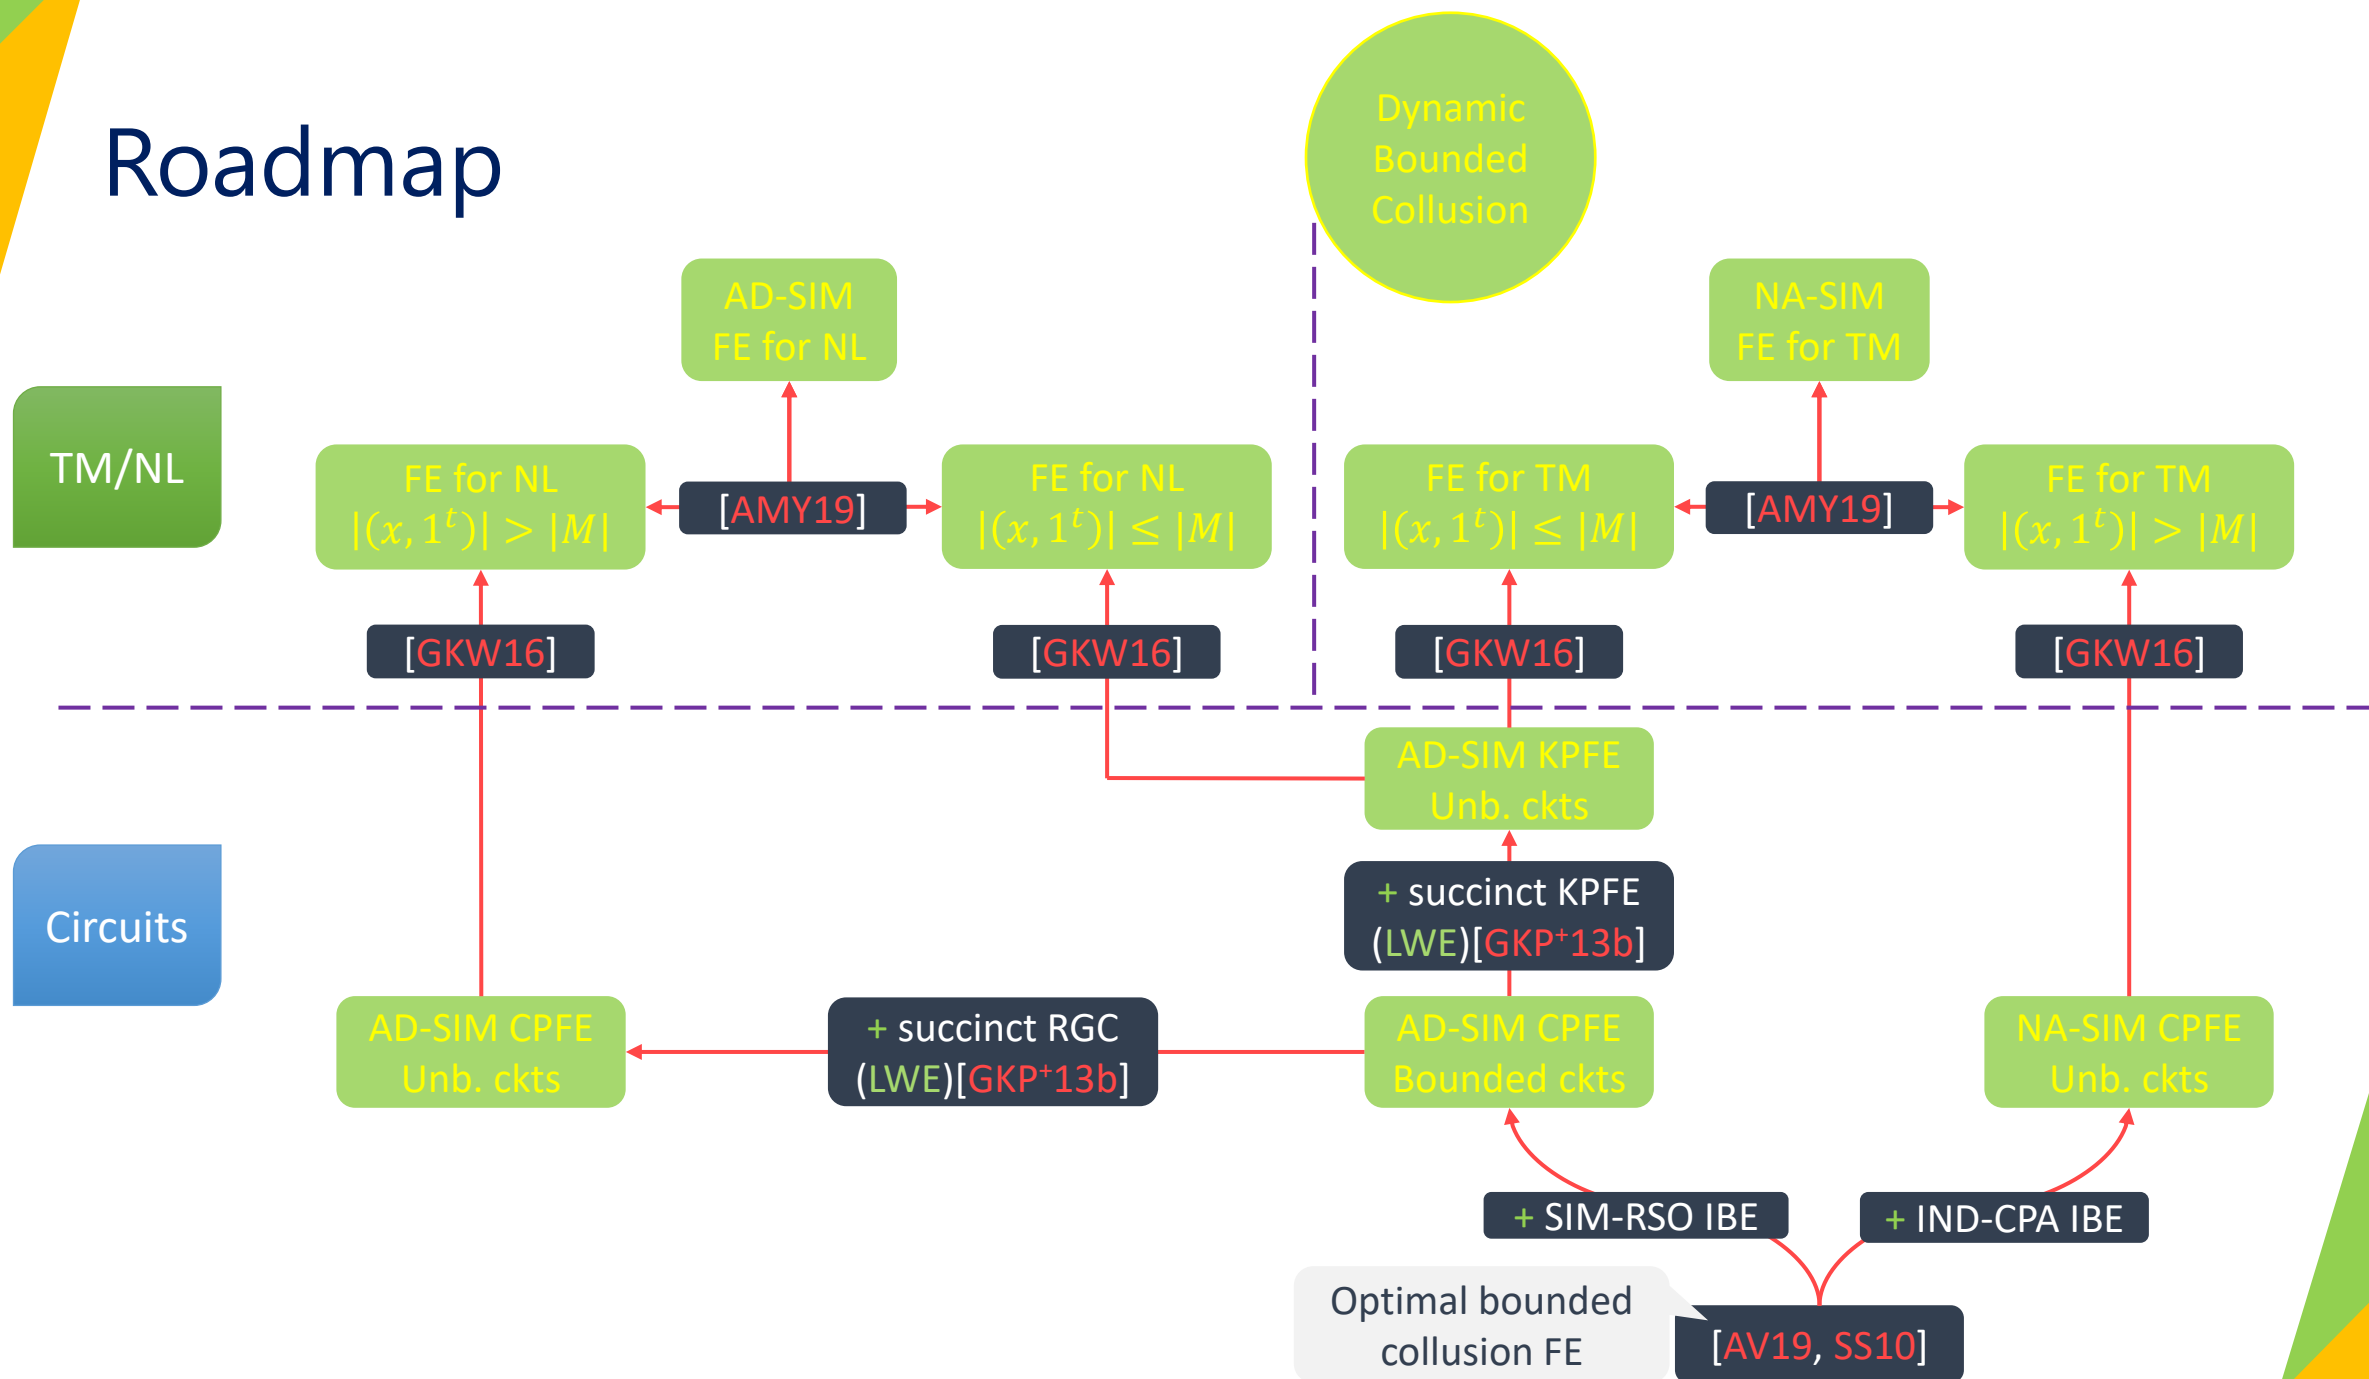 Roadmap
Dynamic
Bounded
Collusion
AD-SIM
FE for NL
NA-SIM
FE for TM
TM/NL
FE for NL
|(x, 1^t)| > |M|
[AMY19]
FE for NL
|(x, 1^t)| ≤ |M|
FE for TM
|(x, 1^t)| ≤ |M|
[AMY19]
FE for TM
|(x, 1^t)| > |M|
[GKW16]
[GKW16]
[GKW16]
[GKW16]
AD-SIM KPFE
Unb. ckts
Circuits
+ succinct KPFE
(LWE)[GKP⁺13b]
AD-SIM CPFE
Unb. ckts
+ succinct RGC
(LWE)[GKP⁺13b]
AD-SIM CPFE
Bounded ckts
NA-SIM CPFE
Unb. ckts
+ SIM-RSO IBE
+ IND-CPA IBE
Optimal bounded
collusion FE
[AV19, SS10]